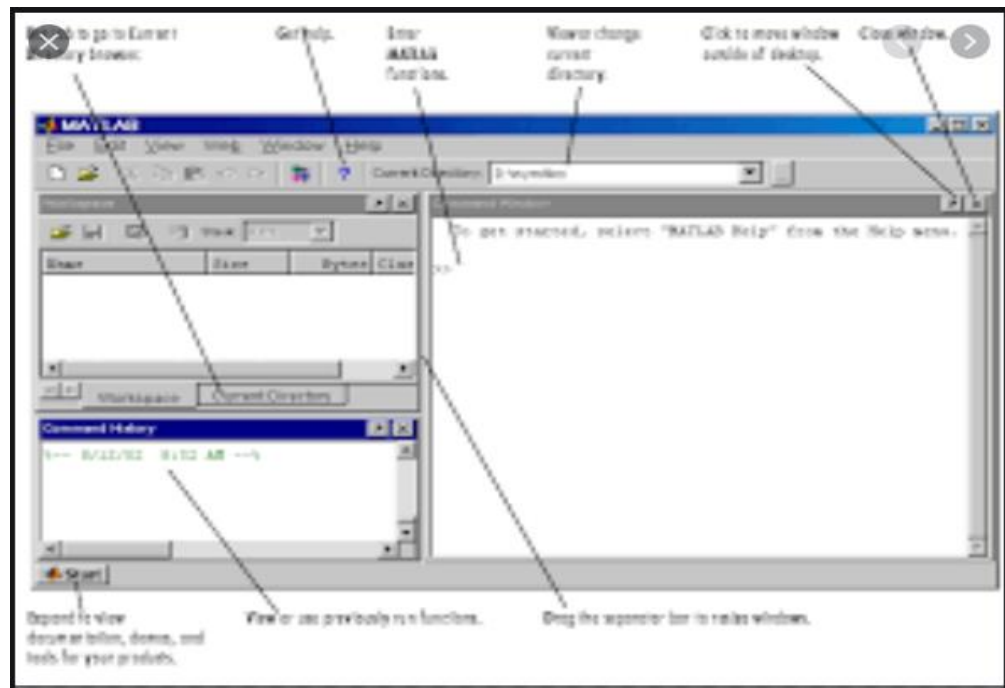 to go to Current
Directory browser.
Get help.
Enter
MATLAB
functions.
View or change
current
directory.
Click to move window
outside of desktop.
Close window.
MATLAB
File Edit View Web Window Help
Current Directory:
Workspace
Command Window
To get started, select "MATLAB Help" from the Help menu.
>>
Name Size Bytes Class
Workspace
Current Directory
Command History
Start
Expand to view
documentation, demos, and
tools for your products.
View or use previously run functions.
Drag the separator bar to resize windows.